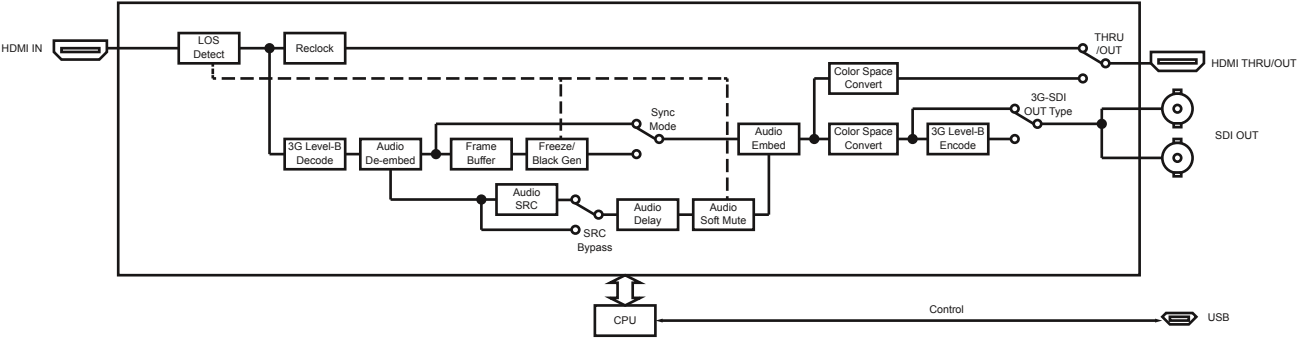 HDMI IN
LOS
Detect
Reclock
THRU
/OUT
HDMI THRU/OUT
Color Space
Convert
3G-SDI
OUT Type
SDI OUT
Sync
Mode
3G Level-B
Decode
Audio
De-embed
Frame
Buffer
Freeze/
Black Gen
Audio
Embed
Color Space
Convert
3G Level-B
Encode
Audio
SRC
SRC
Bypass
Audio
Delay
Audio
Soft Mute
CPU
Control
USB